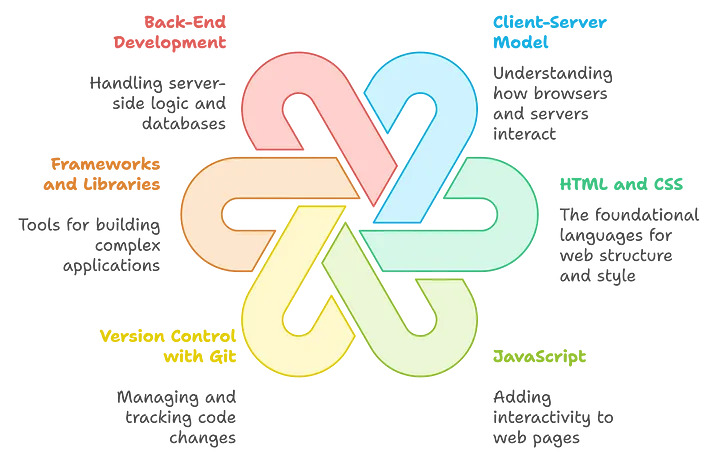 Back-End
Development
Handling server-
side logic and
databases
Client-Server
Model
Understanding
how browsers
and servers
interact
Frameworks
and Libraries
Tools for building
complex
applications
HTML and CSS
The foundational
languages for
web structure
and style
Version Control
with Git
Managing and
tracking code
changes
JavaScript
Adding
interactivity to
web pages